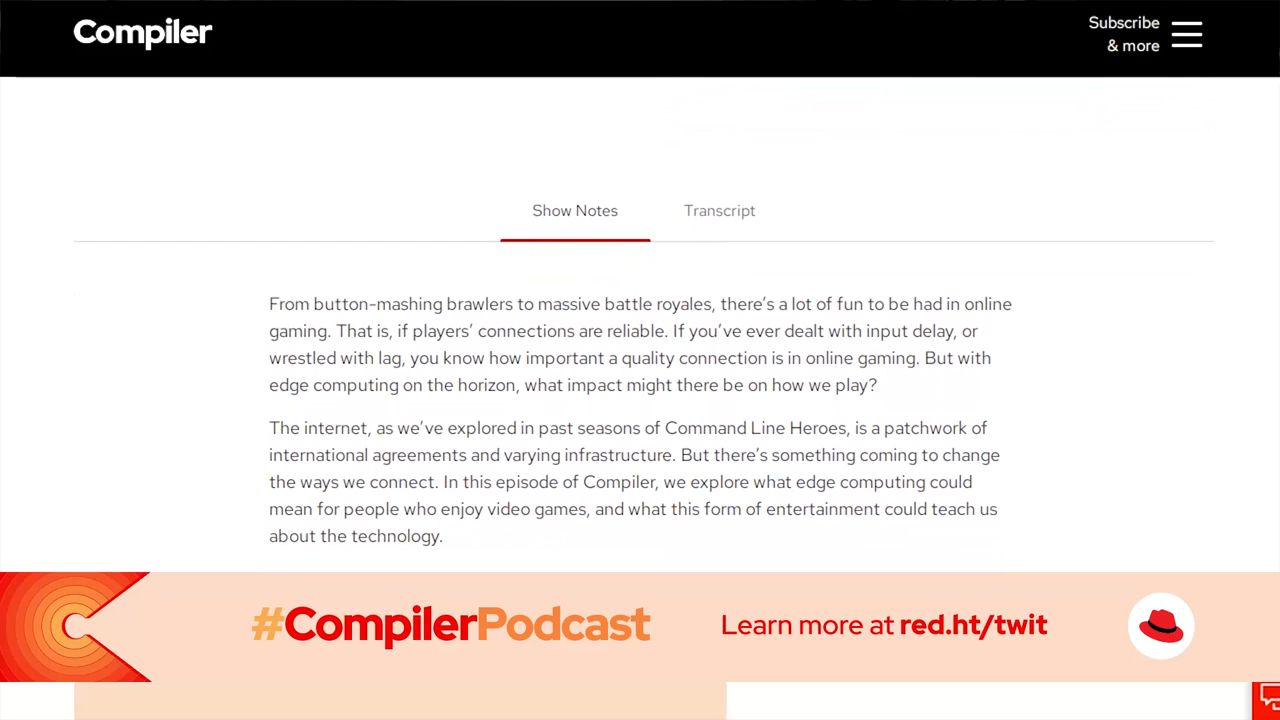 Compiler
Subscribe
& more
Show Notes
Transcript
From button-mashing brawlers to massive battle royales, there’s a lot of fun to be had in online
gaming. That is, if players’ connections are reliable. If you’ve ever dealt with input delay, or
wrestled with lag, you know how important a quality connection is in online gaming. But with
edge computing on the horizon, what impact might there be on how we play?
The internet, as we’ve explored in past seasons of Command Line Heroes, is a patchwork of
international agreements and varying infrastructure. But there’s something coming to change
the ways we connect. In this episode of Compiler, we explore what edge computing could
mean for people who enjoy video games, and what this form of entertainment could teach us
about the technology.
#CompilerPodcast
Learn more at red.ht/twit